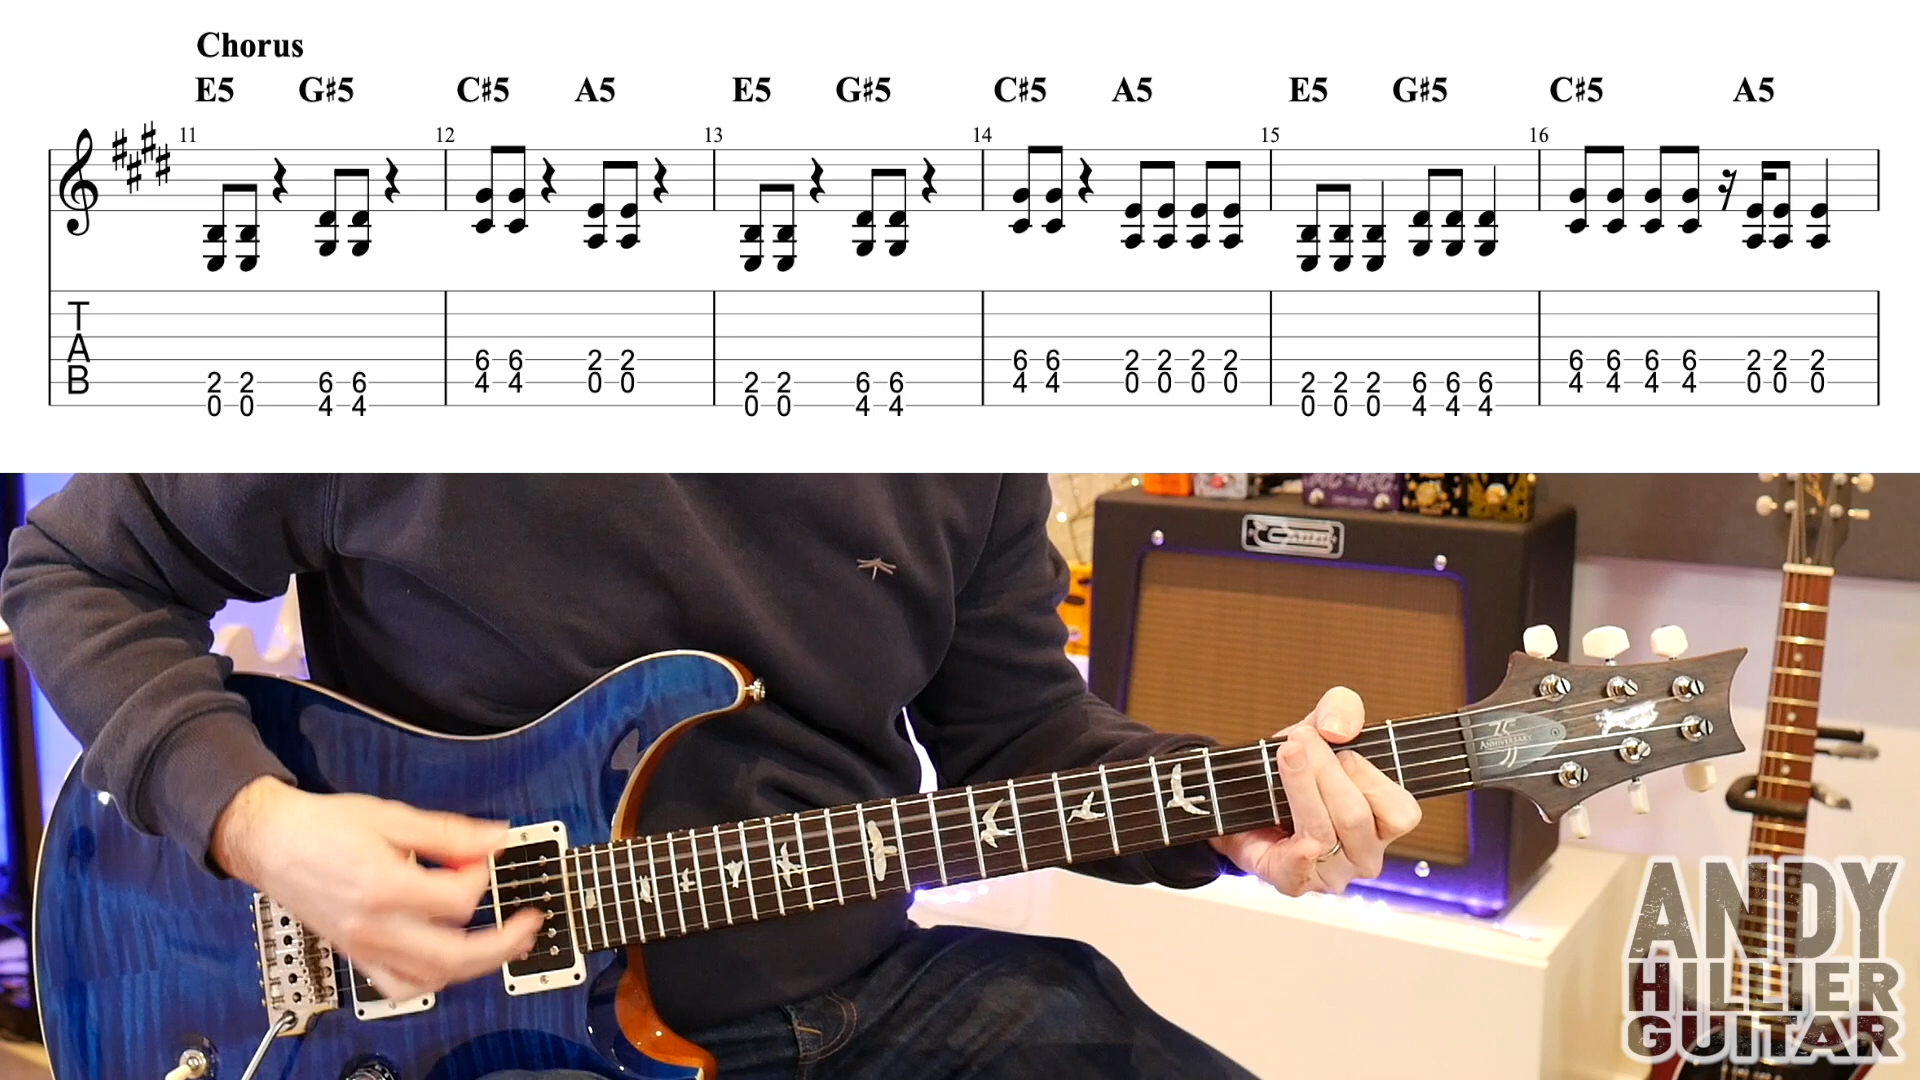 Chorus
E5 G♯5 C♯5 A5 E5 G♯5 C♯5 A5 E5 G♯5 C♯5 A5
11 12 13 14 15 16
T
A
B
6 6 2 2 6 6 2 2 2 2 6 6 6 6 2 2 2
2 2 6 6 4 4 0 0 2 2 6 6 4 4 0 0 0 0 2 2 2 6 6 6 4 4 4 4 0 0 0
0 0 4 4 0 0 4 4 0 0 0 4 4 4
25
ANNIVERSARY
ANDY
HILLIER
GUITAR